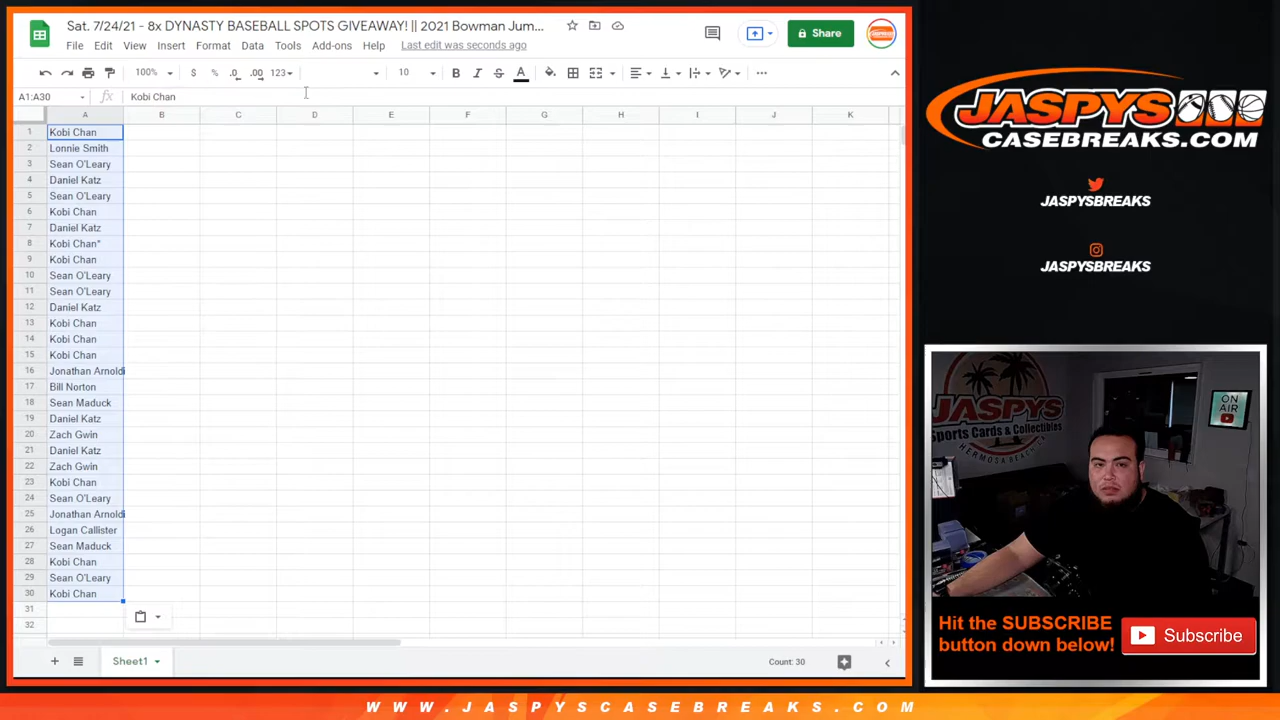 Sat. 7/24/21 - 8x DYNASTY BASEBALL SPOTS GIVEAWAY! || 2021 Bowman Jum...
File Edit View Insert Format Data Tools Add-ons Help Last edit was seconds ago
Share
100% $ % .0 .00 123 10 B I S A
A1:A30 fx Kobi Chan
A B C D E F G H I J K
1 Kobi Chan
2 Lonnie Smith
3 Sean O'Leary
4 Daniel Katz
5 Sean O'Leary
6 Kobi Chan
7 Daniel Katz
8 Kobi Chan*
9 Kobi Chan
10 Sean O'Leary
11 Sean O'Leary
12 Daniel Katz
13 Kobi Chan
14 Kobi Chan
15 Kobi Chan
16 Jonathan Arnoldi
17 Bill Norton
18 Sean Maduck
19 Daniel Katz
20 Zach Gwin
21 Daniel Katz
22 Zach Gwin
23 Kobi Chan
24 Sean O'Leary
25 Jonathan Arnoldi
26 Logan Callister
27 Sean Maduck
28 Kobi Chan
29 Sean O'Leary
30 Kobi Chan
31
32
Sheet1
Count: 30
JASPYS
CASEBREAKS.COM
JASPYSBREAKS
JASPYSBREAKS
JASPYS
Sports Cards & Collectibles
HERMOSA BEACH
ON AIR
Hit the SUBSCRIBE
button down below!
Subscribe
WWW.JASPYSCASEBREAKS.COM